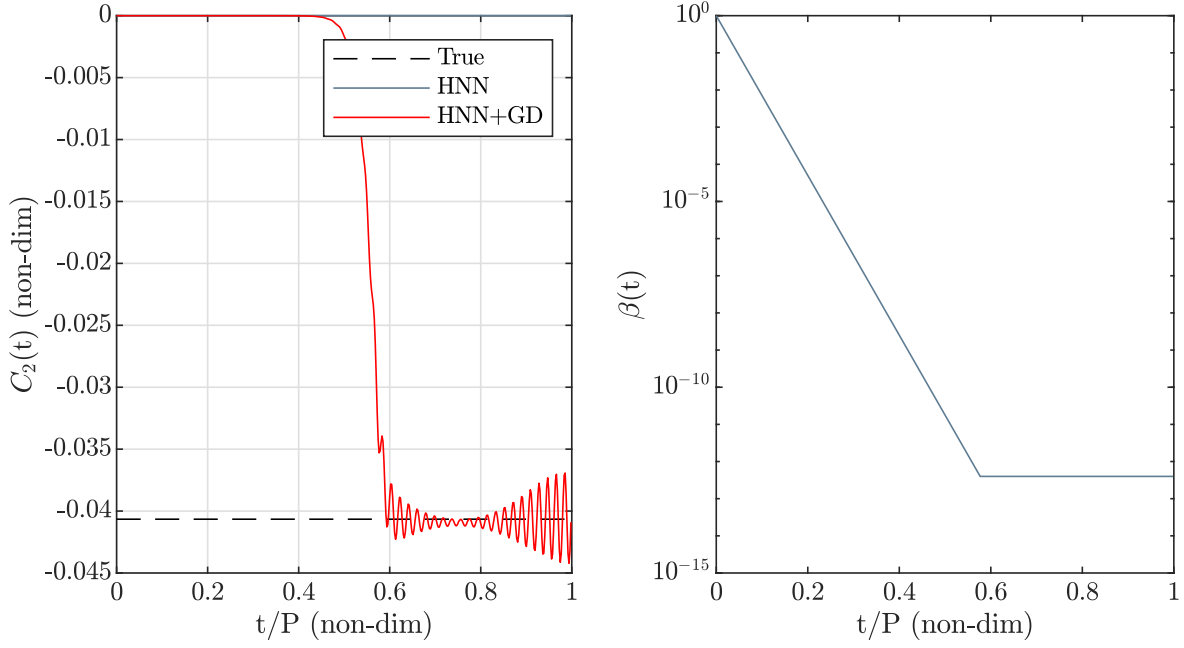 0
-0.005
-0.01
-0.015
-0.02
-0.025
-0.03
-0.035
-0.04
-0.045
C₂(t) (non-dim)
True
HNN
HNN+GD
0 0.2 0.4 0.6 0.8 1
t/P (non-dim)
10⁰
10⁻⁵
10⁻¹⁰
10⁻¹⁵
β(t)
0 0.2 0.4 0.6 0.8 1
t/P (non-dim)